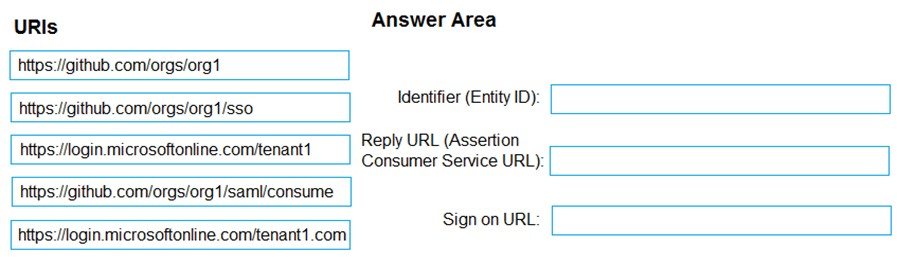 URIs
https://github.com/orgs/org1
https://github.com/orgs/org1/sso
https://login.microsoftonline.com/tenant1
https://github.com/orgs/org1/saml/consume
https://login.microsoftonline.com/tenant1.com
Answer Area
Identifier (Entity ID):
Reply URL (Assertion
Consumer Service URL):
Sign on URL: